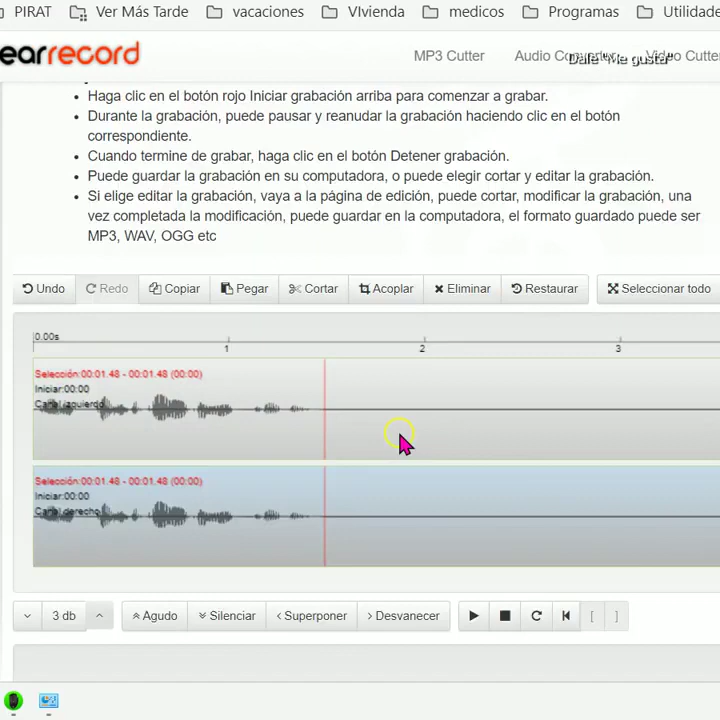 PIRAT Ver Más Tarde vacaciones VIvienda medicos Programas Utilidade
earrecord MP3 Cutter Audio Video Cutter
Dale "Me gusta"
Haga clic en el botón rojo Iniciar grabación arriba para comenzar a grabar.
Durante la grabación, puede pausar y reanudar la grabación haciendo clic en el botón
correspondiente.
Cuando termine de grabar, haga clic en el botón Detener grabación.
Puede guardar la grabación en su computadora, o puede elegir cortar y editar la grabación.
Si elige editar la grabación, vaya a la página de edición, puede cortar, modificar la grabación, una
vez completada la modificación, puede guardar en la computadora, el formato guardado puede ser
MP3, WAV, OGG etc
Undo Redo Copiar Pegar Cortar Acoplar Eliminar Restaurar Seleccionar todo
0.00s
1 2 3
Selección:00:01.48 - 00:01.48 (00:00)
Iniciar:00:00
Canal izquierdo
Selección:00:01.48 - 00:01.48 (00:00)
Iniciar:00:00
Canal derecho
3 db Agudo Silenciar Superponer Desvanecer [ ]